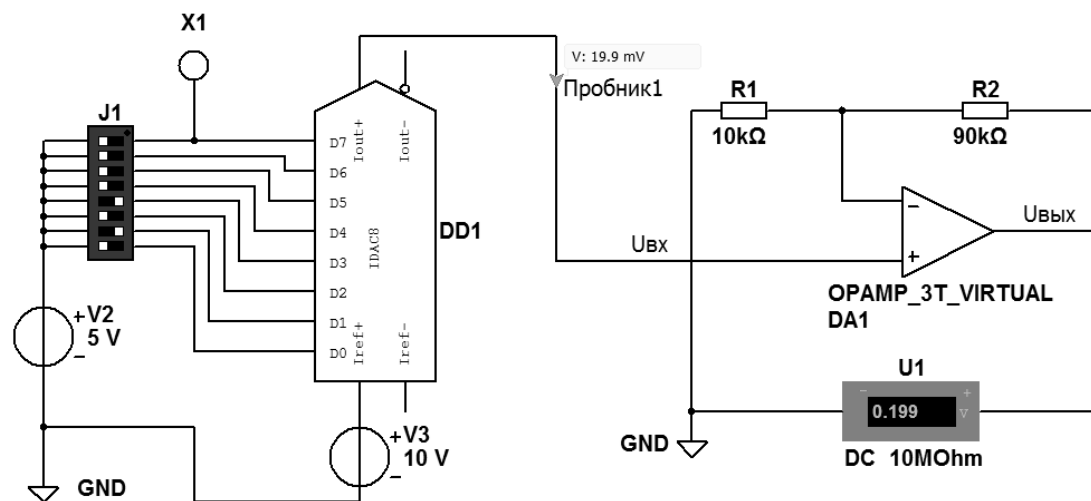 X1
V: 19.9 mV
Пробник1
J1
R1
10kΩ
R2
90kΩ
D7
D6
D5
D4
D3
D2
D1
D0
Iout+
Iout-
IDAC8
Iref+
Iref-
DD1
Uвх
−
+
Uвых
OPAMP_3T_VIRTUAL
DA1
+
V2
5 V
−
+
V3
10 V
−
GND
GND
U1
−
+
0.199
V
DC 10MOhm